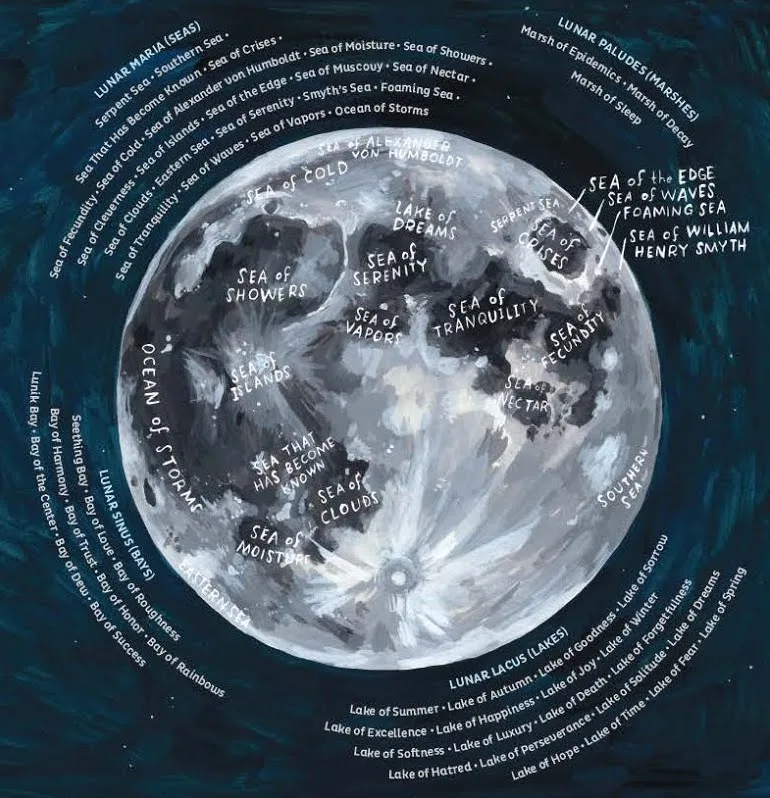 LUNAR MARIA (SEAS)
Serpent Sea • Southern Sea •
Sea That Has Become Known • Sea of Crises •
Sea of Fecundity • Sea of Cold • Sea of Alexander von Humboldt • Sea of Moisture • Sea of Showers •
Sea of Cleverness • Sea of Islands • Sea of the Edge • Sea of Muscouy • Sea of Nectar •
Sea of Clouds • Eastern Sea • Sea of Serenity • Smyth's Sea • Foaming Sea •
Sea of Tranquility • Sea of Waves • Sea of Vapors • Ocean of Storms
LUNAR PALUDES (MARSHES)
Marsh of Epidemics • Marsh of Decay
Marsh of Sleep
SEA of ALEXANDER
VON HUMBOLDT
SEA of COLD
LAKE of
DREAMS
SERPENT SEA
SEA of the EDGE
SEA of WAVES
FOAMING SEA
SEA of WILLIAM
HENRY SMYTH
SEA of
CRISES
SEA of
SHOWERS
SEA of
SERENITY
SEA of
VAPORS
SEA of
TRANQUILITY
SEA of
FECUNDITY
SEA of
ISLANDS
SEA of
NECTAR
OCEAN of STORMS
SEA THAT
HAS BECOME
KNOWN
SEA of
CLOUDS
SEA of
MOISTURE
SOUTHERN
SEA
EASTERN SEA
LUNAR SINUS (BAYS)
Seething Bay • Bay of Love • Bay of Roughness
Bay of Harmony • Bay of Trust • Bay of Honor • Bay of Rainbows
Lunik Bay • Bay of the Center • Bay of Dew • Bay of Success
LUNAR LACUS (LAKES)
Lake of Summer • Lake of Autumn • Lake of Goodness • Lake of Sorrow
Lake of Excellence • Lake of Happiness • Lake of Joy • Lake of Winter
Lake of Softness • Lake of Luxury • Lake of Death • Lake of Forgetfulness
Lake of Hatred • Lake of Perseverance • Lake of Solitude • Lake of Dreams
Lake of Hope • Lake of Time • Lake of Fear • Lake of Spring